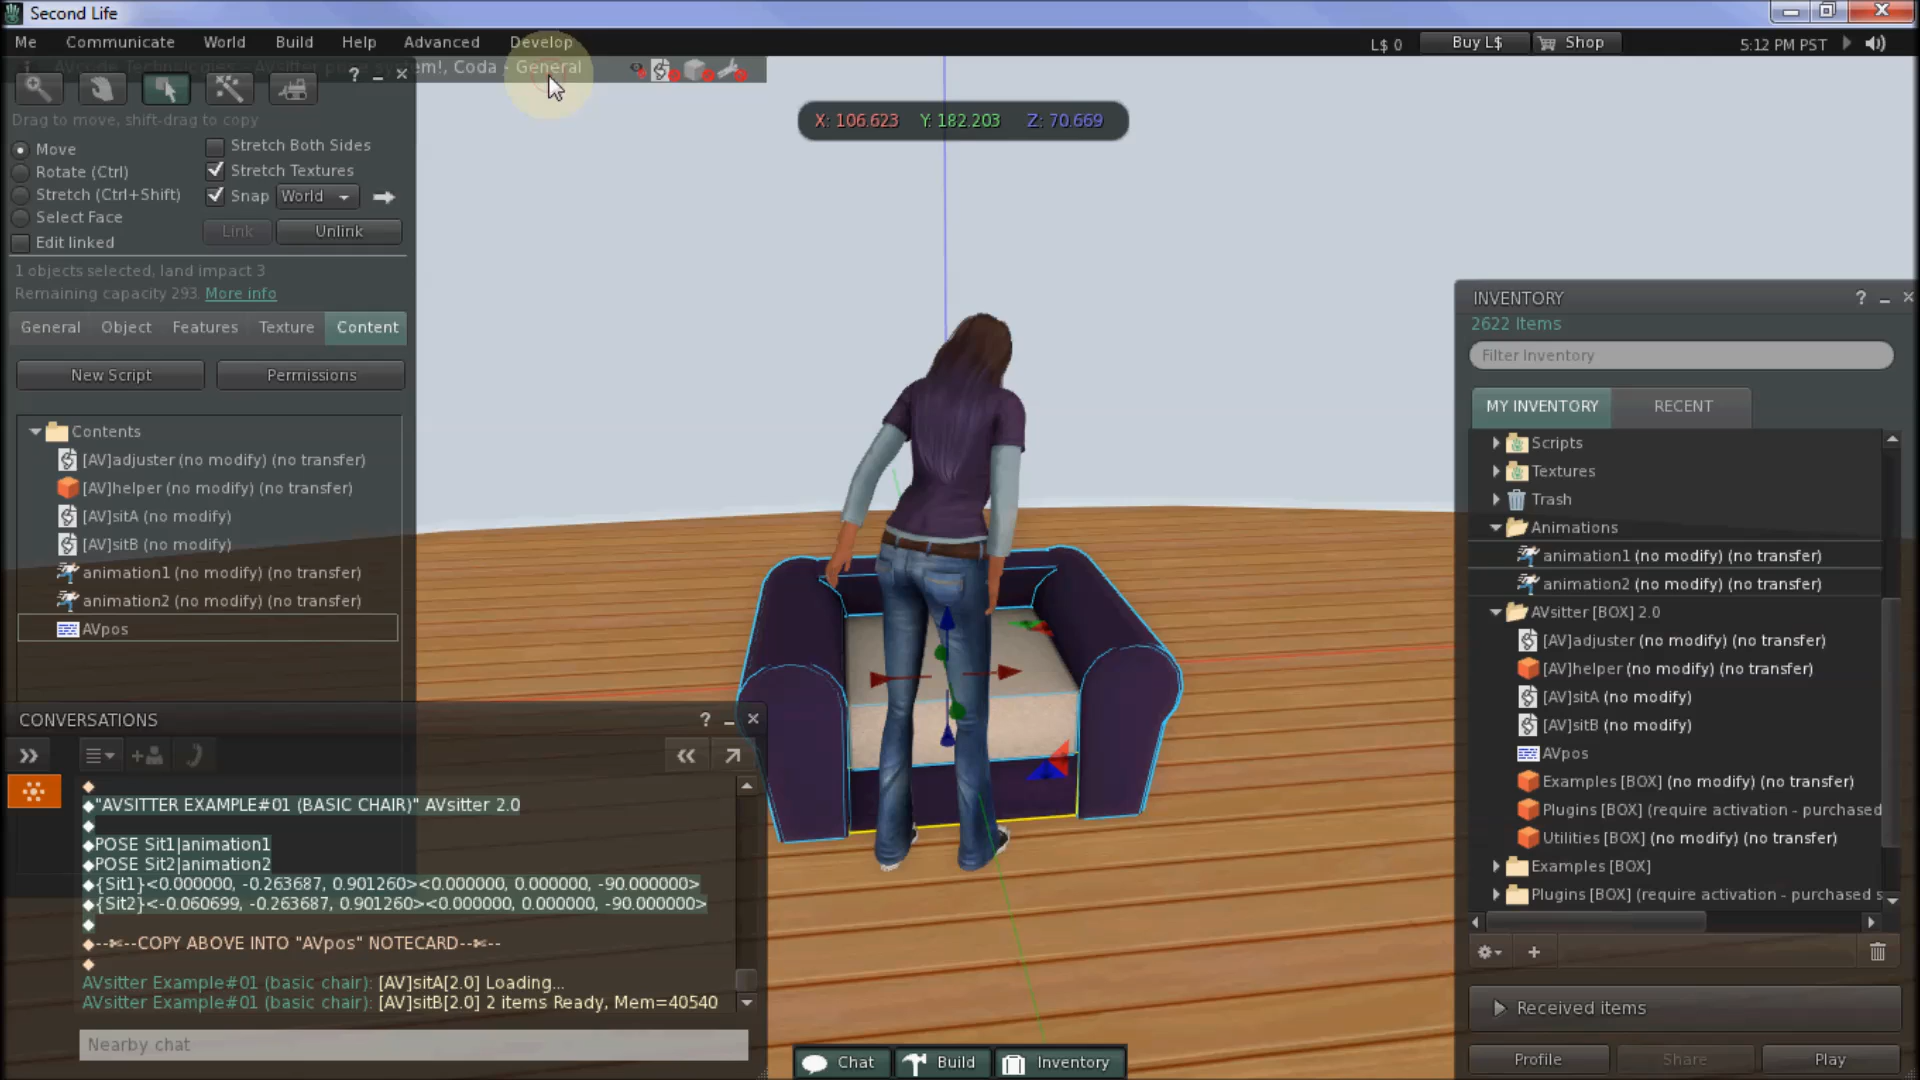 Second Life
Me Communicate World Build Help Advanced Develop
L$ 0 Buy L$ Shop 5:12 PM PST
AVcode Technologies - AVsitter pose system!, Coda - General
? _ ×
Drag to move, shift-drag to copy
Move
Rotate (Ctrl)
Stretch (Ctrl+Shift)
Select Face
Edit linked
Stretch Both Sides
Stretch Textures
Snap World
Link Unlink
1 objects selected, land impact 3
Remaining capacity 293. More info
General Object Features Texture Content
New Script Permissions
Contents
[AV]adjuster (no modify) (no transfer)
[AV]helper (no modify) (no transfer)
[AV]sitA (no modify)
[AV]sitB (no modify)
animation1 (no modify) (no transfer)
animation2 (no modify) (no transfer)
AVpos
X: 106.623 Y: 182.203 Z: 70.669
CONVERSATIONS
◆
◆"AVSITTER EXAMPLE#01 (BASIC CHAIR)" AVsitter 2.0
◆
◆POSE Sit1|animation1
◆POSE Sit2|animation2
◆{Sit1}<0.000000, -0.263687, 0.901260><0.000000, 0.000000, -90.000000>
◆{Sit2}<-0.060699, -0.263687, 0.901260><0.000000, 0.000000, -90.000000>
◆
◆--✄--COPY ABOVE INTO "AVpos" NOTECARD--✄--
◆
AVsitter Example#01 (basic chair): [AV]sitA[2.0] Loading...
AVsitter Example#01 (basic chair): [AV]sitB[2.0] 2 items Ready, Mem=40540
Nearby chat
Chat Build Inventory
INVENTORY
2622 Items
Filter Inventory
MY INVENTORY RECENT
Scripts
Textures
Trash
Animations
animation1 (no modify) (no transfer)
animation2 (no modify) (no transfer)
AVsitter [BOX] 2.0
[AV]adjuster (no modify) (no transfer)
[AV]helper (no modify) (no transfer)
[AV]sitA (no modify)
[AV]sitB (no modify)
AVpos
Examples [BOX] (no modify) (no transfer)
Plugins [BOX] (require activation - purchased
Utilities [BOX] (no modify) (no transfer)
Examples [BOX]
Plugins [BOX] (require activation - purchased s
Received items
Profile Share Play